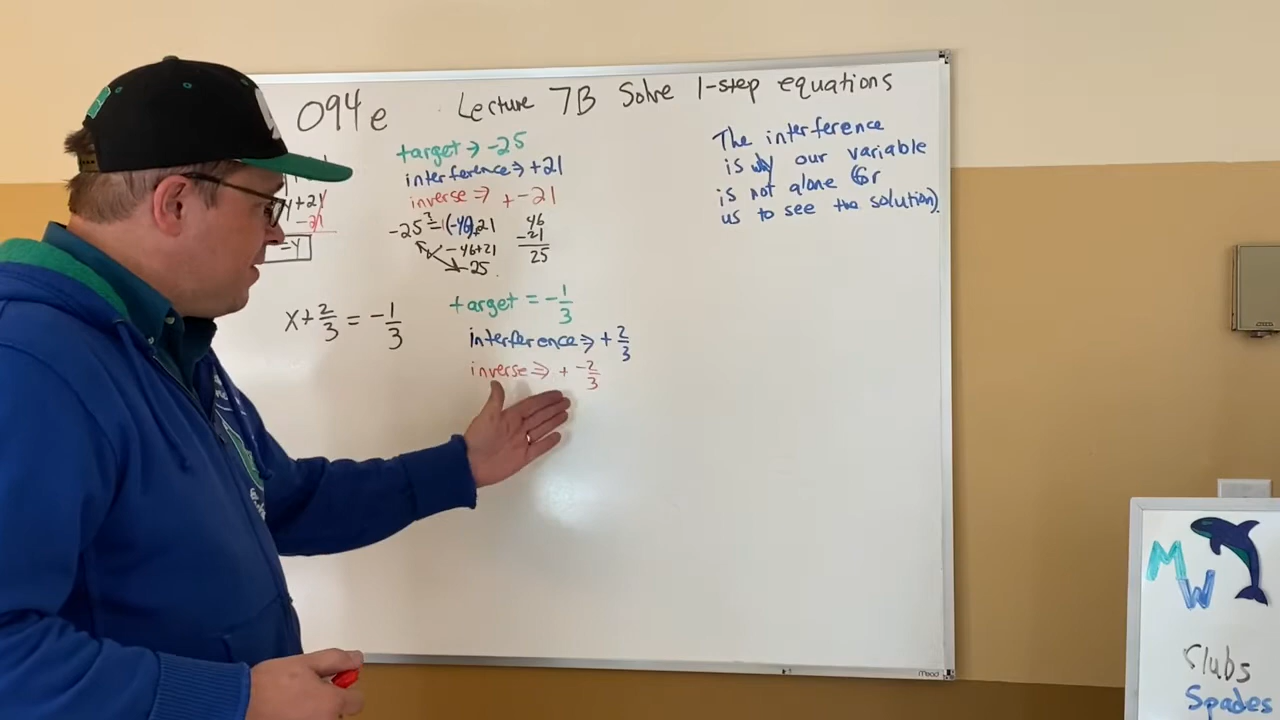 094e Lecture 7B Solve 1-step equations
target → -25
interference ⇒ +21
inverse ⇒ + -21
y+21
-21
=y
-25 ?= (-46)+21
-46+21
-25
46
-21
25
The interference
is why our variable
is not alone (for
us to see the solution).
x+2/3 = -1/3
target = -1/3
interference ⇒ + 2/3
inverse ⇒ + -2/3
Mead
MW
Clubs
Spades